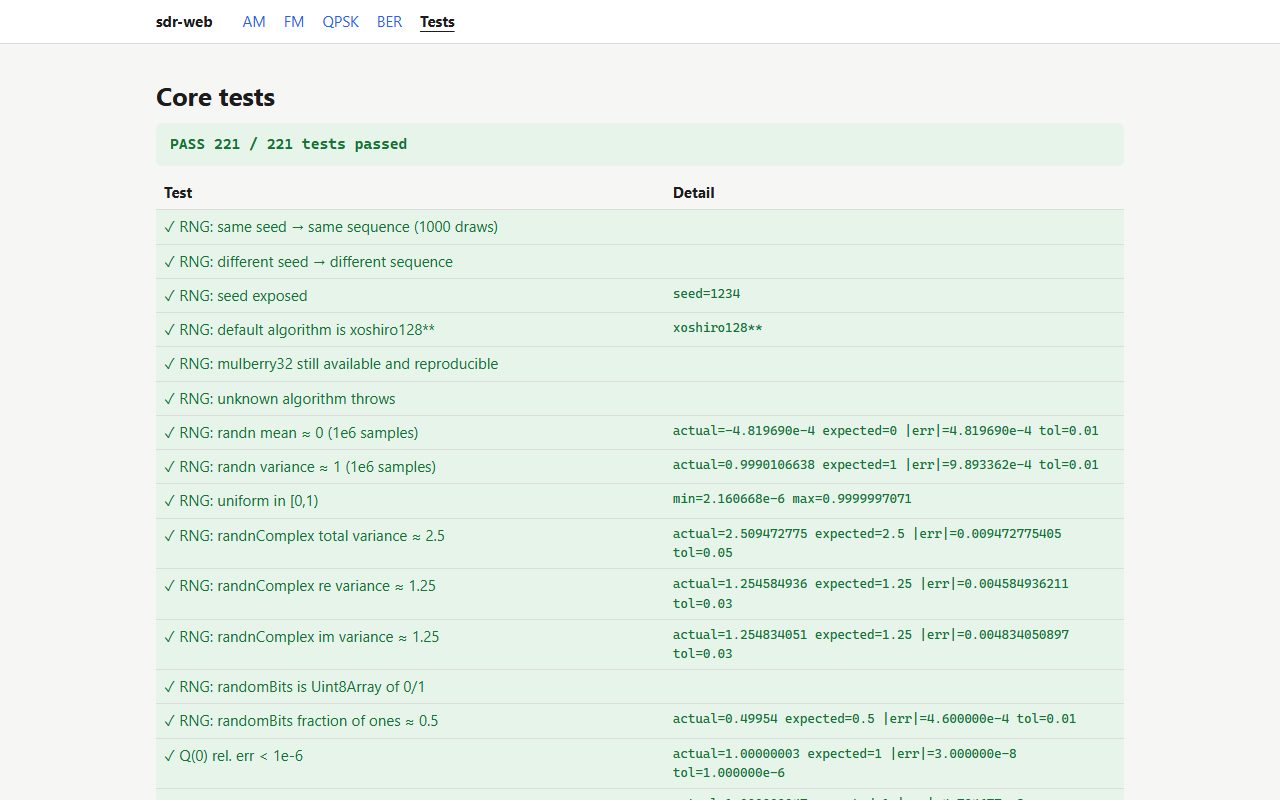 sdr-web AM FM QPSK BER Tests
Core tests
PASS 221 / 221 tests passed
Test Detail
✓ RNG: same seed → same sequence (1000 draws)
✓ RNG: different seed → different sequence
✓ RNG: seed exposed seed=1234
✓ RNG: default algorithm is xoshiro128** xoshiro128**
✓ RNG: mulberry32 still available and reproducible
✓ RNG: unknown algorithm throws
✓ RNG: randn mean ≈ 0 (1e6 samples) actual=-4.819690e-4 expected=0 |err|=4.819690e-4 tol=0.01
✓ RNG: randn variance ≈ 1 (1e6 samples) actual=0.9990106638 expected=1 |err|=9.893362e-4 tol=0.01
✓ RNG: uniform in [0,1) min=2.160668e-6 max=0.9999997071
✓ RNG: randnComplex total variance ≈ 2.5 actual=2.509472775 expected=2.5 |err|=0.009472775405
tol=0.05
✓ RNG: randnComplex re variance ≈ 1.25 actual=1.254584936 expected=1.25 |err|=0.004584936211
tol=0.03
✓ RNG: randnComplex im variance ≈ 1.25 actual=1.254834051 expected=1.25 |err|=0.004834050897
tol=0.03
✓ RNG: randomBits is Uint8Array of 0/1
✓ RNG: randomBits fraction of ones ≈ 0.5 actual=0.49954 expected=0.5 |err|=4.600000e-4 tol=0.01
✓ Q(0) rel. err < 1e-6 actual=1.00000003 expected=1 |err|=3.000000e-8
tol=1.000000e-6